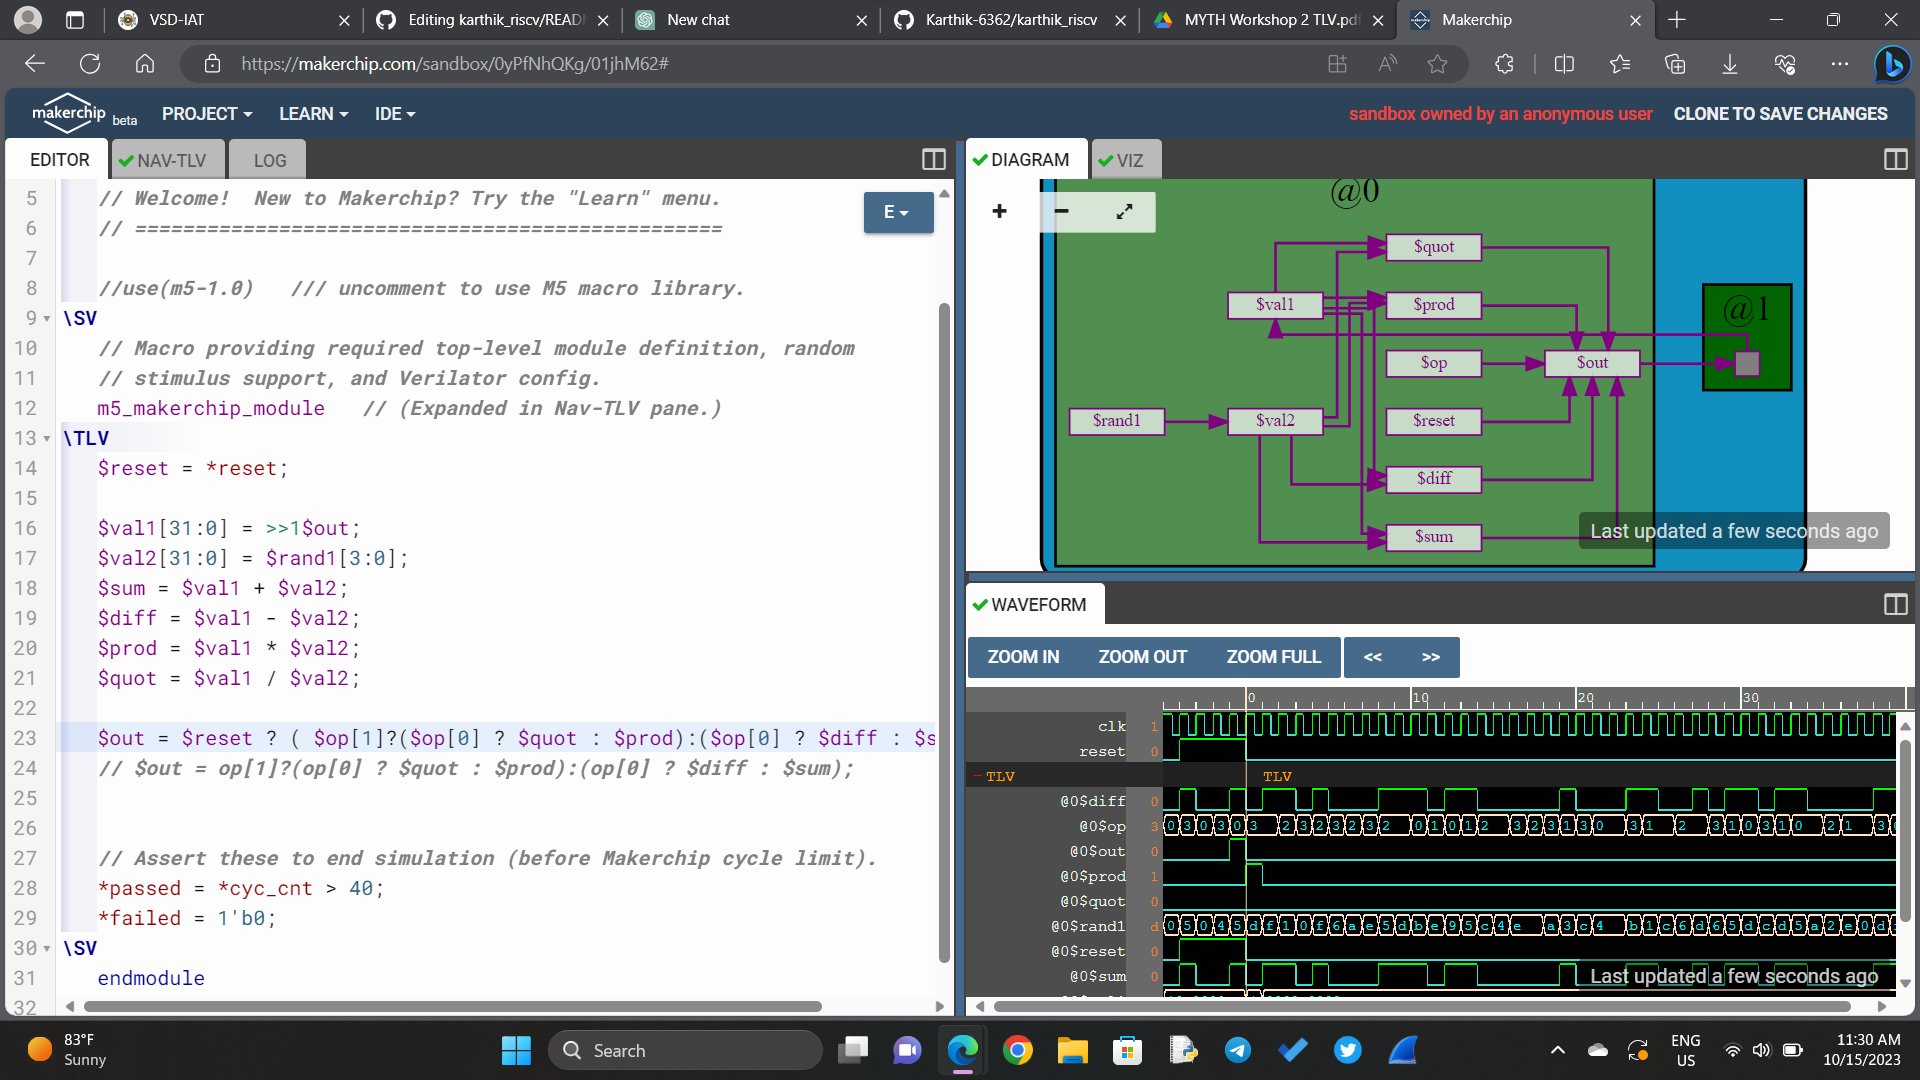 VSD-IAT
Editing karthik_riscv/READ
New chat
Karthik-6362/karthik_riscv
MYTH Workshop 2 TLV.pdf
Makerchip
https://makerchip.com/sandbox/0yPfNhQKg/01jhM62#
makerchip beta
PROJECT
LEARN
IDE
sandbox owned by an anonymous user
CLONE TO SAVE CHANGES
EDITOR
NAV-TLV
LOG
E
5 // Welcome!  New to Makerchip? Try the "Learn" menu.
6 // =================================================
7
8 //use(m5-1.0)   /// uncomment to use M5 macro library.
9 \SV
10 // Macro providing required top-level module definition, random
11 // stimulus support, and Verilator config.
12 m5_makerchip_module   // (Expanded in Nav-TLV pane.)
13 \TLV
14 $reset = *reset;
15
16 $val1[31:0] = >>1$out;
17 $val2[31:0] = $rand1[3:0];
18 $sum = $val1 + $val2;
19 $diff = $val1 - $val2;
20 $prod = $val1 * $val2;
21 $quot = $val1 / $val2;
22
23 $out = $reset ? ( $op[1]?($op[0] ? $quot : $prod):($op[0] ? $diff : $s
24 // $out = op[1]?(op[0] ? $quot : $prod):(op[0] ? $diff : $sum);
25
26
27 // Assert these to end simulation (before Makerchip cycle limit).
28 *passed = *cyc_cnt > 40;
29 *failed = 1'b0;
30 \SV
31 endmodule
32
DIAGRAM
VIZ
@0
$quot
$val1
$prod
@1
$op
$out
$rand1
$val2
$reset
$diff
$sum
Last updated a few seconds ago
WAVEFORM
ZOOM IN
ZOOM OUT
ZOOM FULL
<<
>>
0 10 20 30
clk 1
reset 0
TLV TLV
@0$diff 0
@0$op 3
@0$out 0
@0$prod 1
@0$quot 0
@0$rand1 d
@0$reset 0
@0$sum 0
Last updated a few seconds ago
83°F
Sunny
Search
ENG
US
11:30 AM
10/15/2023